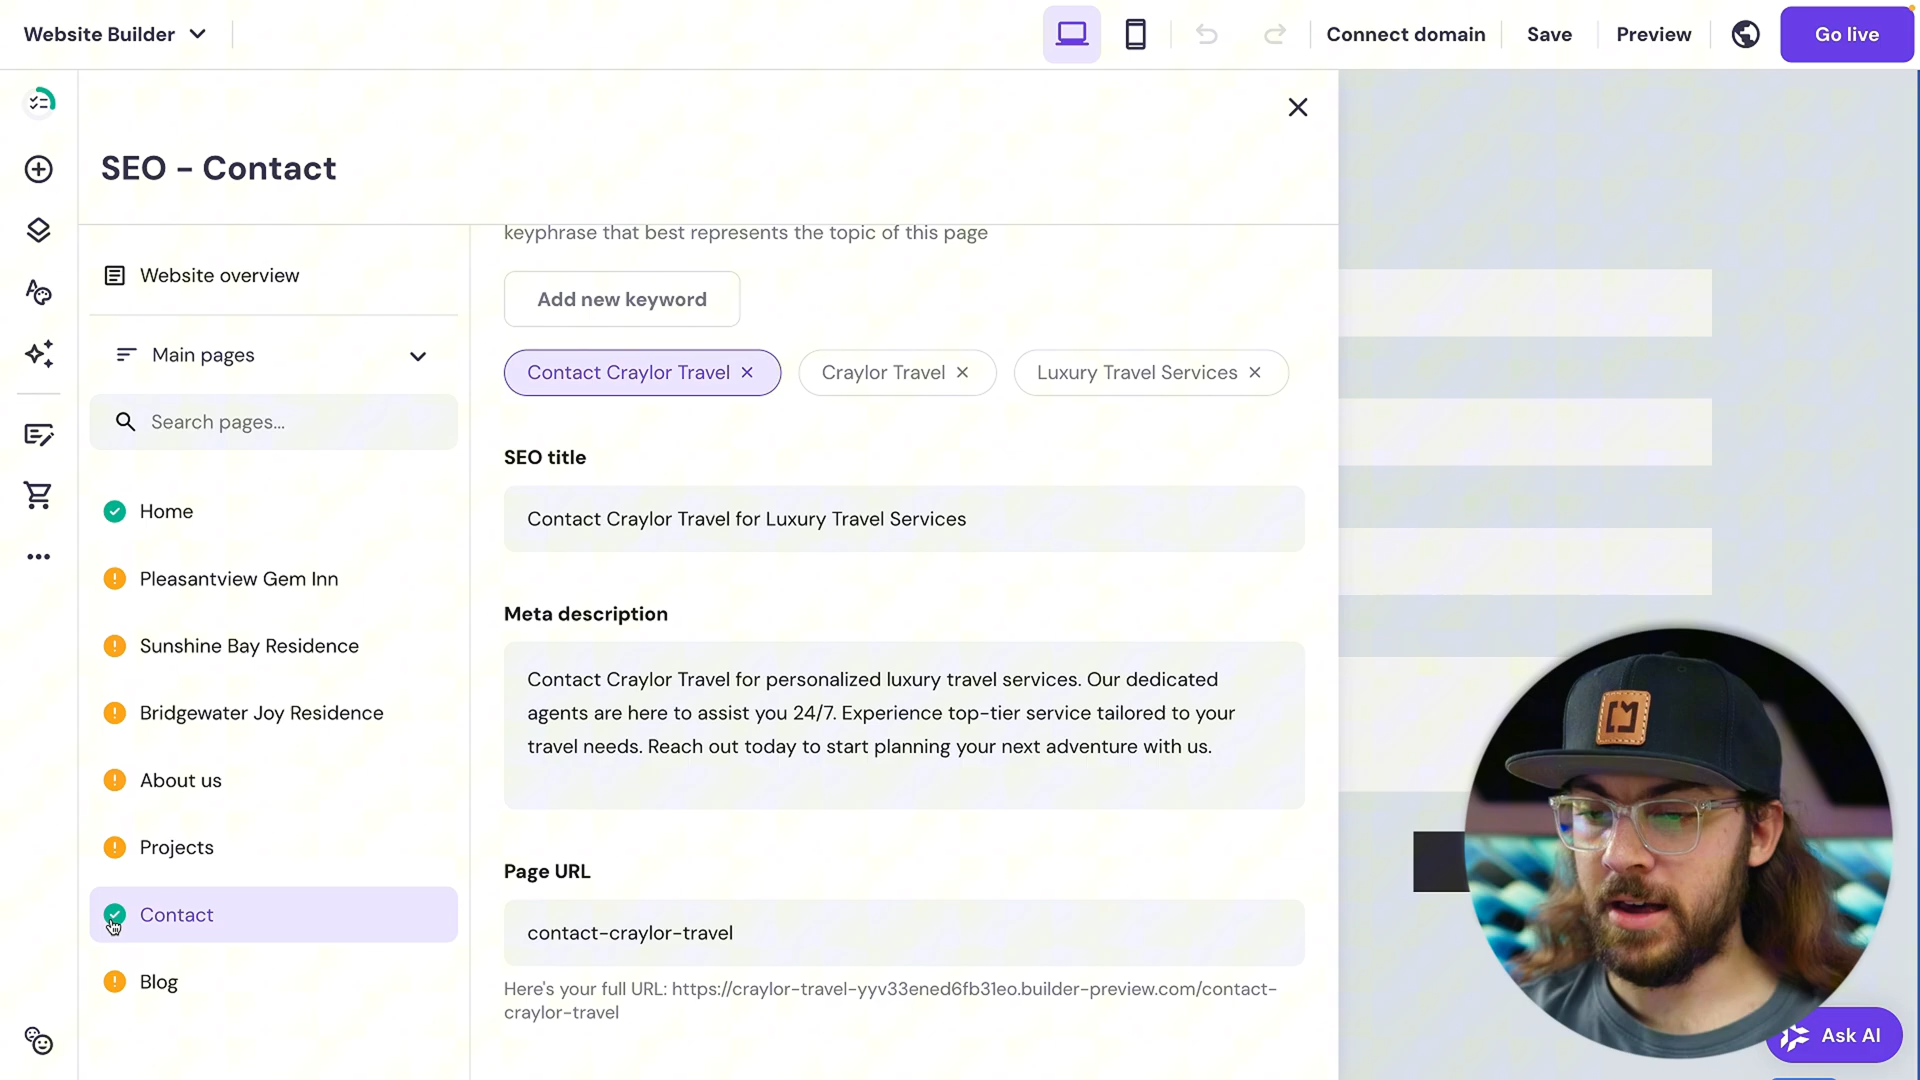 Website Builder
Connect domain
Save
Preview
Go live
SEO - Contact
Website overview
Main pages
Search pages...
Home
Pleasantview Gem Inn
Sunshine Bay Residence
Bridgewater Joy Residence
About us
Projects
Contact
Blog
keyphrase that best represents the topic of this page
Add new keyword
Contact Craylor Travel
Craylor Travel
Luxury Travel Services
SEO title
Contact Craylor Travel for Luxury Travel Services
Meta description
Contact Craylor Travel for personalized luxury travel services. Our dedicated
agents are here to assist you 24/7. Experience top-tier service tailored to your
travel needs. Reach out today to start planning your next adventure with us.
Page URL
contact-craylor-travel
Here's your full URL: https://craylor-travel-yyv33ened6fb31eo.builder-preview.com/contact-
craylor-travel
Ask AI